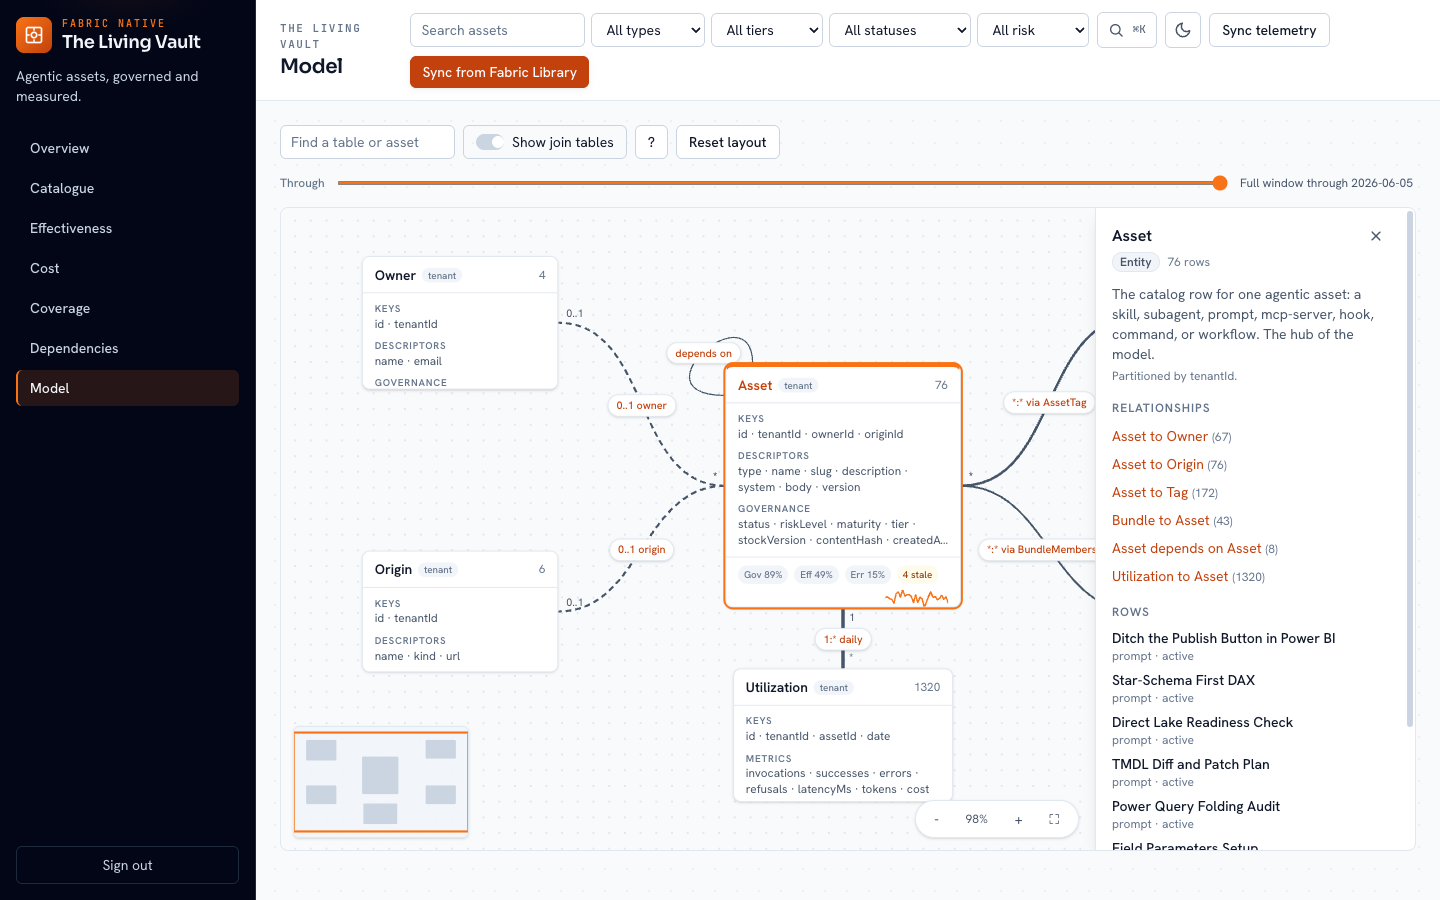 FABRIC NATIVE
The Living Vault
Agentic assets, governed and
measured.
Overview
Catalogue
Effectiveness
Cost
Coverage
Dependencies
Model
Sign out
THE LIVING
VAULT
Model
Search assets
All types
All tiers
All statuses
All risk
⌘K
Sync telemetry
Sync from Fabric Library
Find a table or asset
Show join tables
?
Reset layout
Through
Full window through 2026-06-05
Owner tenant 4
KEYS
id · tenantId
DESCRIPTORS
name · email
GOVERNANCE
0..1
0..1 owner
depends on
*
Origin tenant 6
KEYS
id · tenantId
DESCRIPTORS
name · kind · url
0..1
0..1 origin
Asset tenant 76
KEYS
id · tenantId · ownerId · originId
DESCRIPTORS
type · name · slug · description ·
system · body · version
GOVERNANCE
status · riskLevel · maturity · tier ·
stockVersion · contentHash · createdA...
Gov 89% Eff 49% Err 15% 4 stale
*
*:* via AssetTag
*:* via BundleMembers
1
1:* daily
*
Utilization tenant 1320
KEYS
id · tenantId · assetId · date
METRICS
invocations · successes · errors ·
refusals · latencyMs · tokens · cost
- 98% +
Asset
Entity 76 rows
The catalog row for one agentic asset: a
skill, subagent, prompt, mcp-server, hook,
command, or workflow. The hub of the
model.
Partitioned by tenantId.
RELATIONSHIPS
Asset to Owner (67)
Asset to Origin (76)
Asset to Tag (172)
Bundle to Asset (43)
Asset depends on Asset (8)
Utilization to Asset (1320)
ROWS
Ditch the Publish Button in Power BI
prompt · active
Star-Schema First DAX
prompt · active
Direct Lake Readiness Check
prompt · active
TMDL Diff and Patch Plan
prompt · active
Power Query Folding Audit
prompt · active
Field Parameters Setup